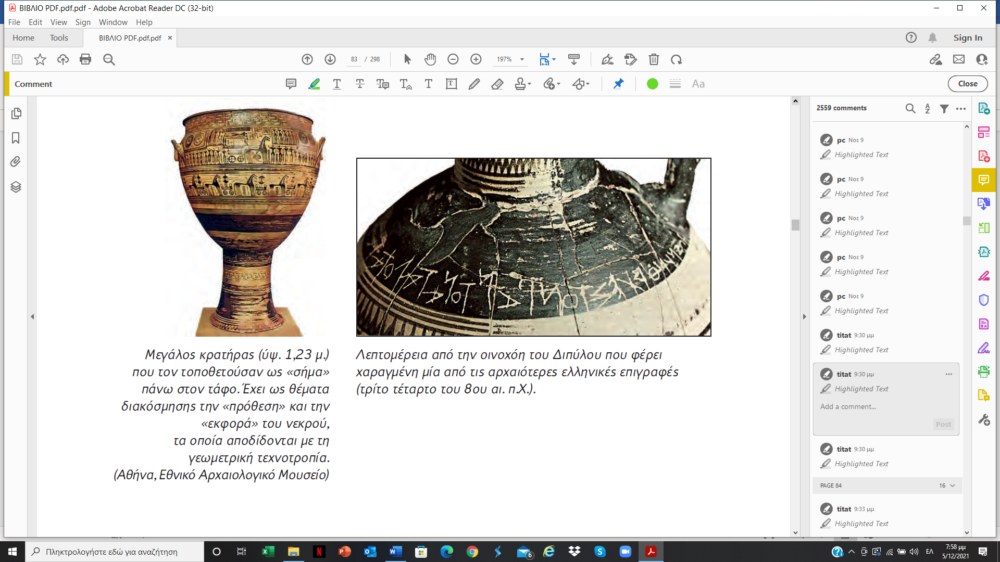 ΒΙΒΛΙΟ PDF.pdf.pdf - Adobe Acrobat Reader DC (32-bit)
File Edit View Sign Window Help
Home Tools ΒΙΒΛΙΟ PDF.pdf.pdf × Sign In
83 / 298 197%
Comment Aa Close
Μεγάλος κρατήρας (ύψ. 1,23 μ.)
που τον τοποθετούσαν ως «σήμα»
πάνω στον τάφο. Έχει ως θέματα
διακόσμησης την «πρόθεση» και την
«εκφορά» του νεκρού,
τα οποία αποδίδονται με τη
γεωμετρική τεχνοτροπία.
(Αθήνα, Εθνικό Αρχαιολογικό Μουσείο)
Λεπτομέρεια από την οινοχόη του Διπύλου που φέρει
χαραγμένη μία από τις αρχαιότερες ελληνικές επιγραφές
(τρίτο τέταρτο του 8ου αι. π.Χ.).
2559 comments
pc Νοε 9
Highlighted Text
pc Νοε 9
Highlighted Text
pc Νοε 9
Highlighted Text
pc Νοε 9
Highlighted Text
pc Νοε 9
Highlighted Text
titat 9:30 μμ
Highlighted Text
titat 9:30 μμ
Highlighted Text
Add a comment...
Post
titat 9:30 μμ
Highlighted Text
PAGE 84 16
titat 9:33 μμ
Highlighted Text
Πληκτρολογήστε εδώ για αναζήτηση
6
ΕΛ
7:58 μμ
5/12/2021